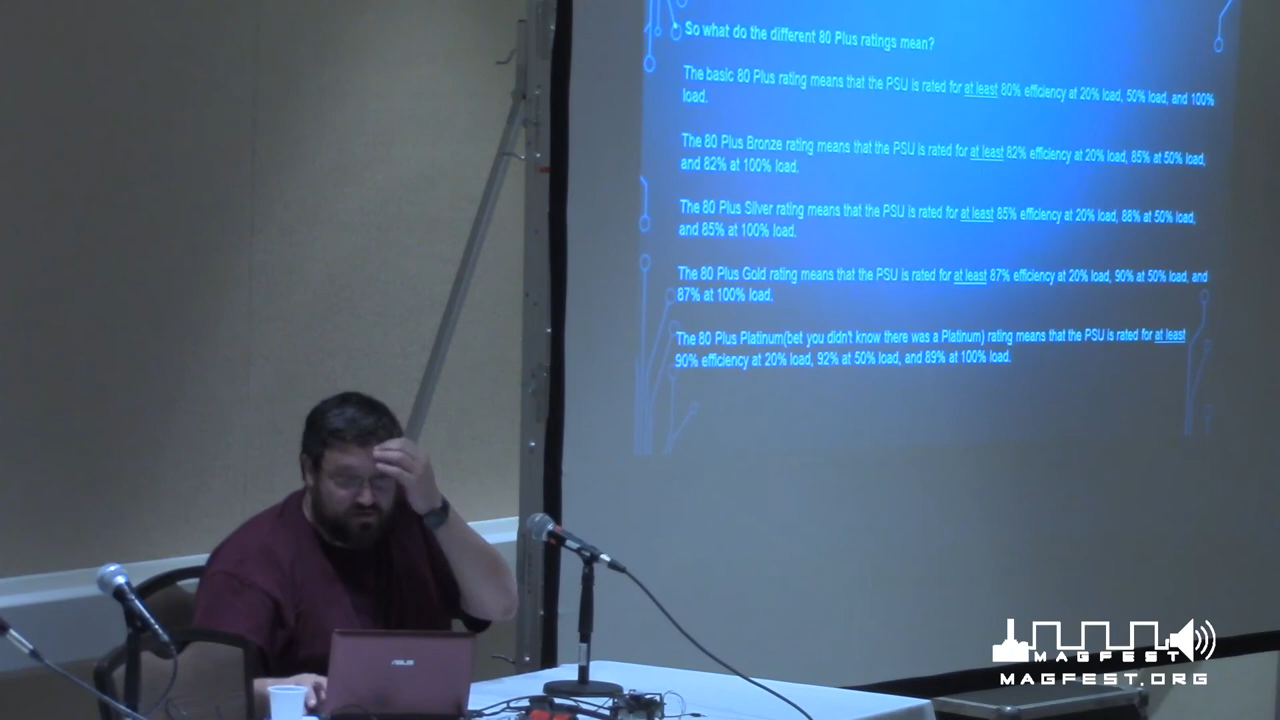 So what do the different 80 Plus ratings mean?
The basic 80 Plus rating means that the PSU is rated for at least 80% efficiency at 20% load, 50% load, and 100%
load.
The 80 Plus Bronze rating means that the PSU is rated for at least 82% efficiency at 20% load, 85% at 50% load,
and 82% at 100% load.
The 80 Plus Silver rating means that the PSU is rated for at least 85% efficiency at 20% load, 88% at 50% load,
and 85% at 100% load.
The 80 Plus Gold rating means that the PSU is rated for at least 87% efficiency at 20% load, 90% at 50% load, and
87% at 100% load.
The 80 Plus Platinum(bet you didn't know there was a Platinum) rating means that the PSU is rated for at least
90% efficiency at 20% load, 92% at 50% load, and 89% at 100% load.
ASUS
MAGFEST
MAGFEST.ORG